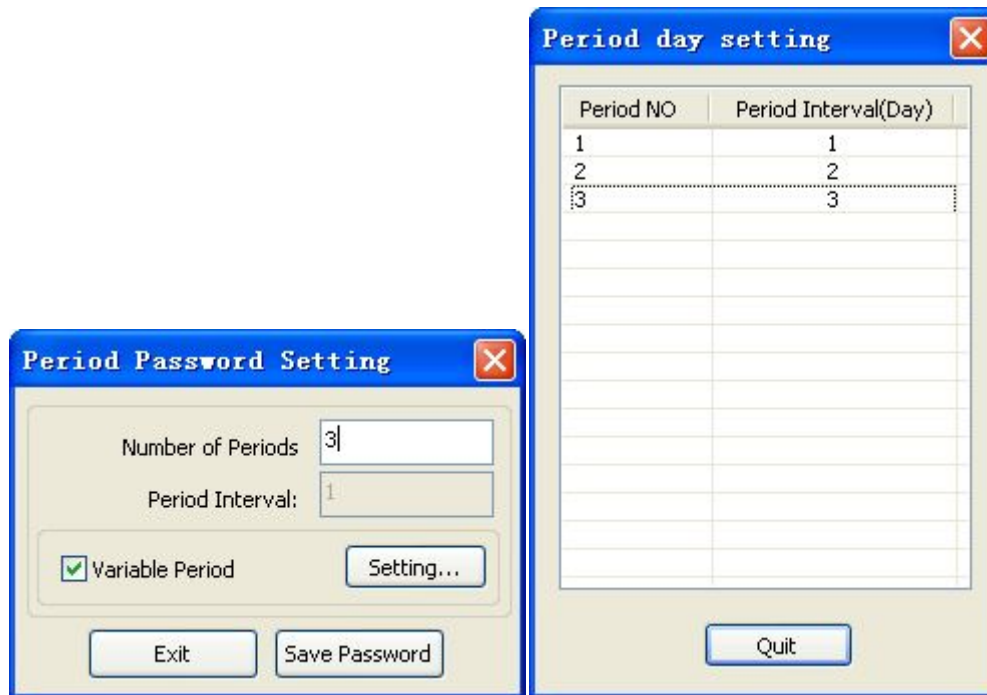 Period day setting
Period NO Period Interval(Day)
1 1
2 2
3 3
Quit
Period Password Setting
Number of Periods 3
Period Interval: 1
Variable Period Setting...
Exit Save Password